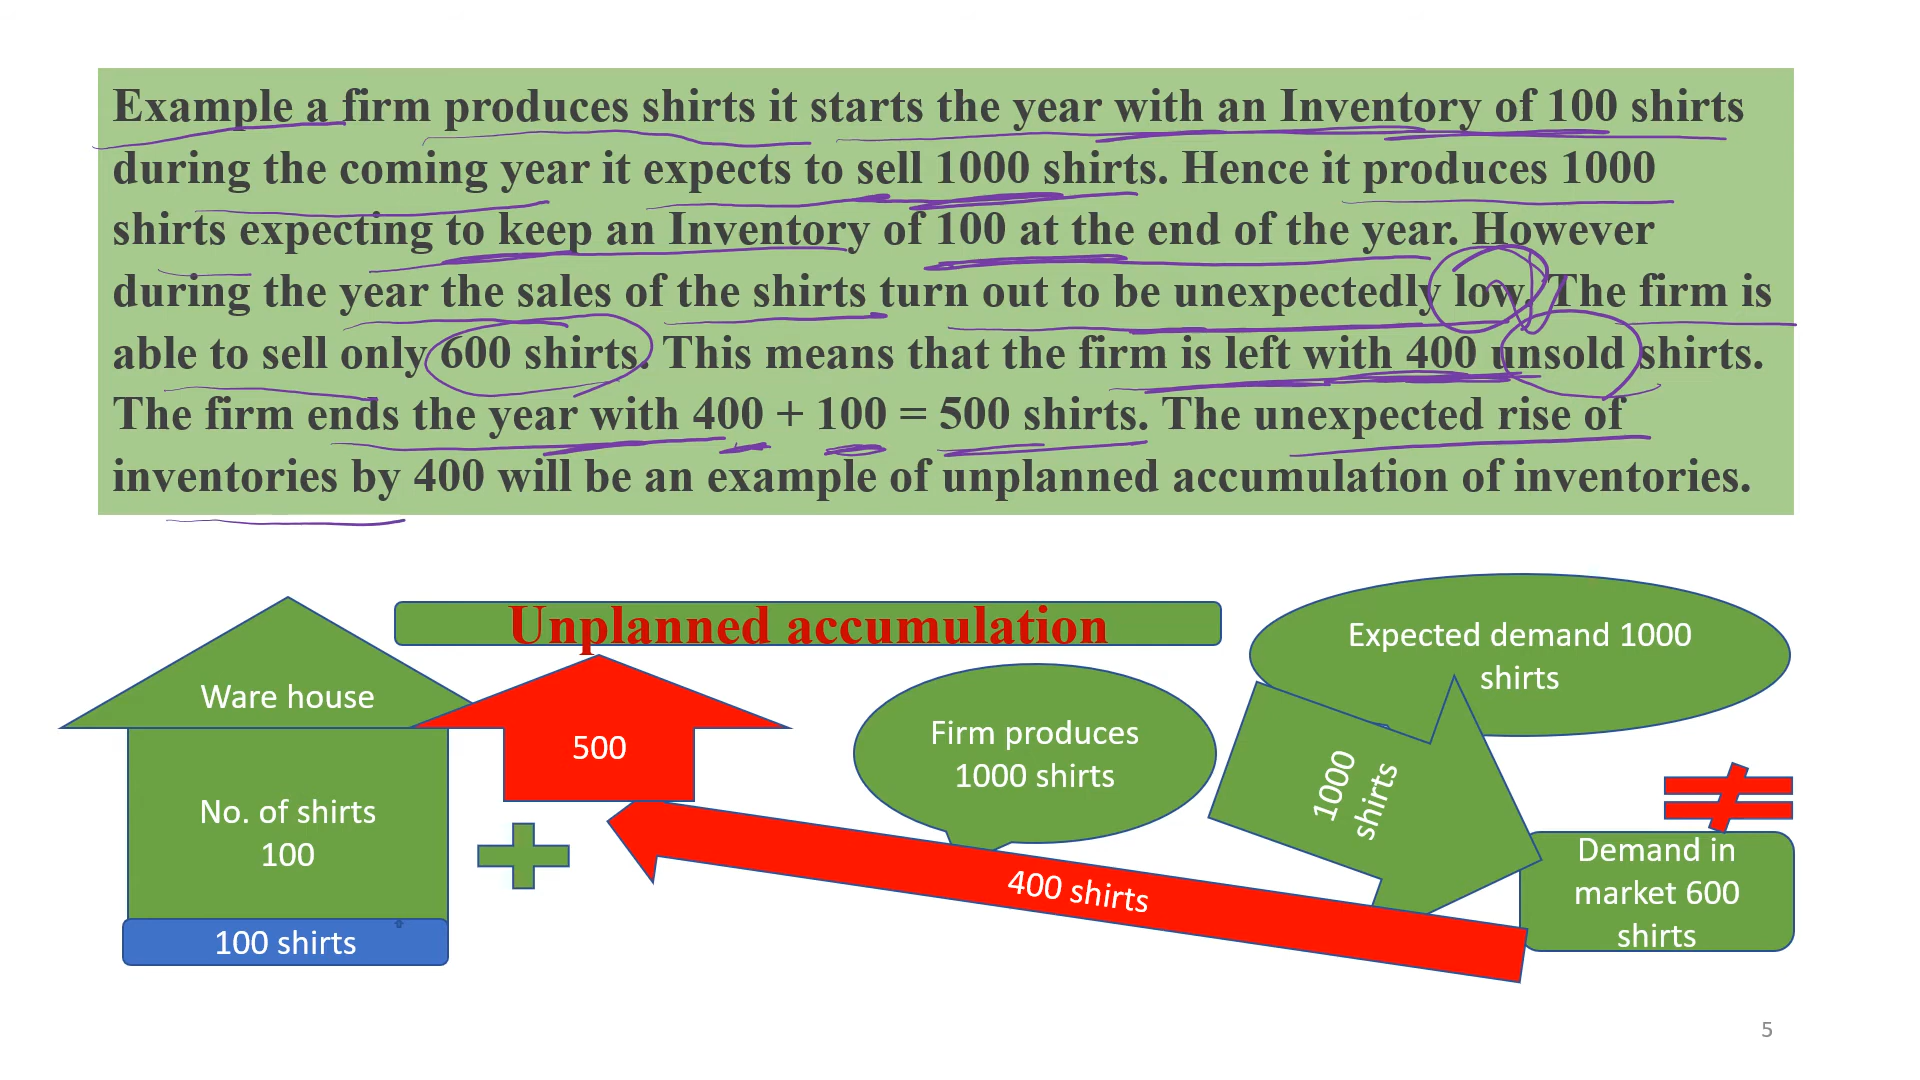 Example a firm produces shirts it starts the year with an Inventory of 100 shirts
during the coming year it expects to sell 1000 shirts. Hence it produces 1000
shirts expecting to keep an Inventory of 100 at the end of the year. However
during the year the sales of the shirts turn out to be unexpectedly low. The firm is
able to sell only 600 shirts. This means that the firm is left with 400 unsold shirts.
The firm ends the year with 400 + 100 = 500 shirts. The unexpected rise of
inventories by 400 will be an example of unplanned accumulation of inventories.
Unplanned accumulation
Expected demand 1000
shirts
Ware house
500
Firm produces
1000 shirts
1000
shirts
≠
No. of shirts
100
+
400 shirts
Demand in
market 600
shirts
100 shirts
5